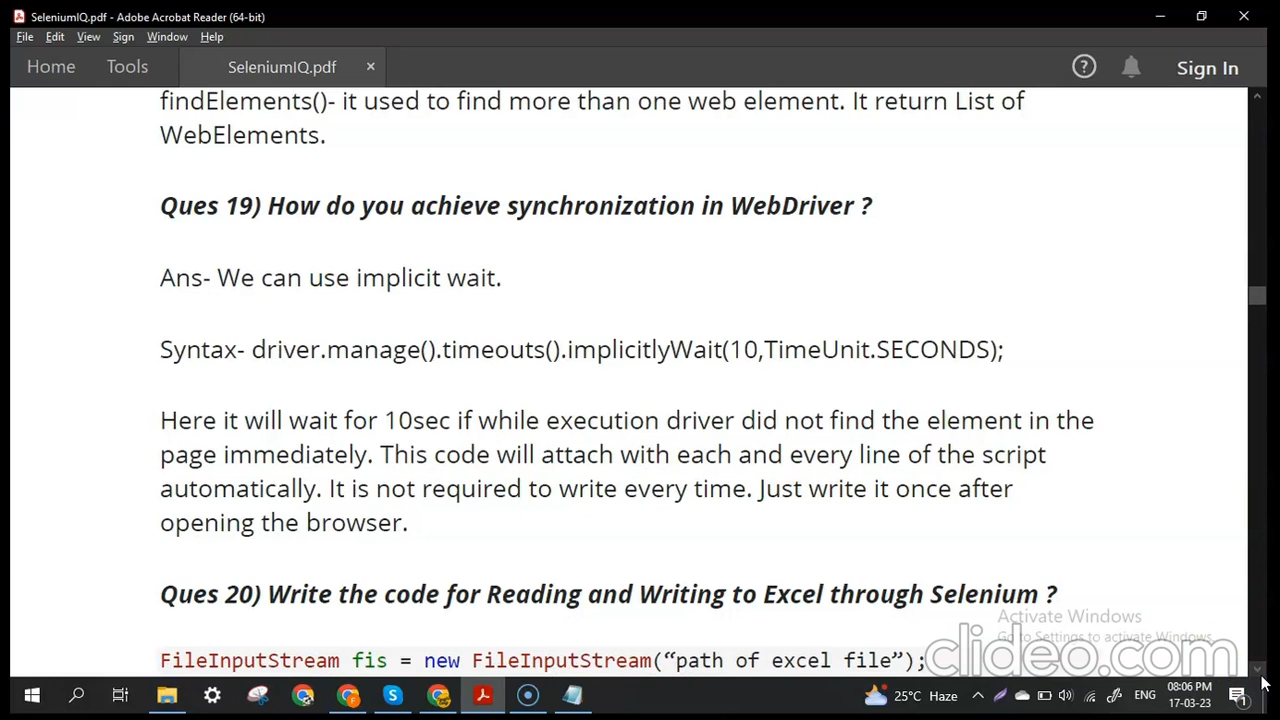 SeleniumIQ.pdf - Adobe Acrobat Reader (64-bit)
File Edit View Sign Window Help
Home Tools SeleniumIQ.pdf × Sign In
findElements()- it used to find more than one web element. It return List of
WebElements.
Ques 19) How do you achieve synchronization in WebDriver ?
Ans- We can use implicit wait.
Syntax- driver.manage().timeouts().implicitlyWait(10,TimeUnit.SECONDS);
Here it will wait for 10sec if while execution driver did not find the element in the
page immediately. This code will attach with each and every line of the script
automatically. It is not required to write every time. Just write it once after
opening the browser.
Ques 20) Write the code for Reading and Writing to Excel through Selenium ?
Activate Windows
Go to Settings to activate Windows.
FileInputStream fis = new FileInputStream(“path of excel file”);
clideo.com
25°C Haze ENG 08:06 PM
17-03-23